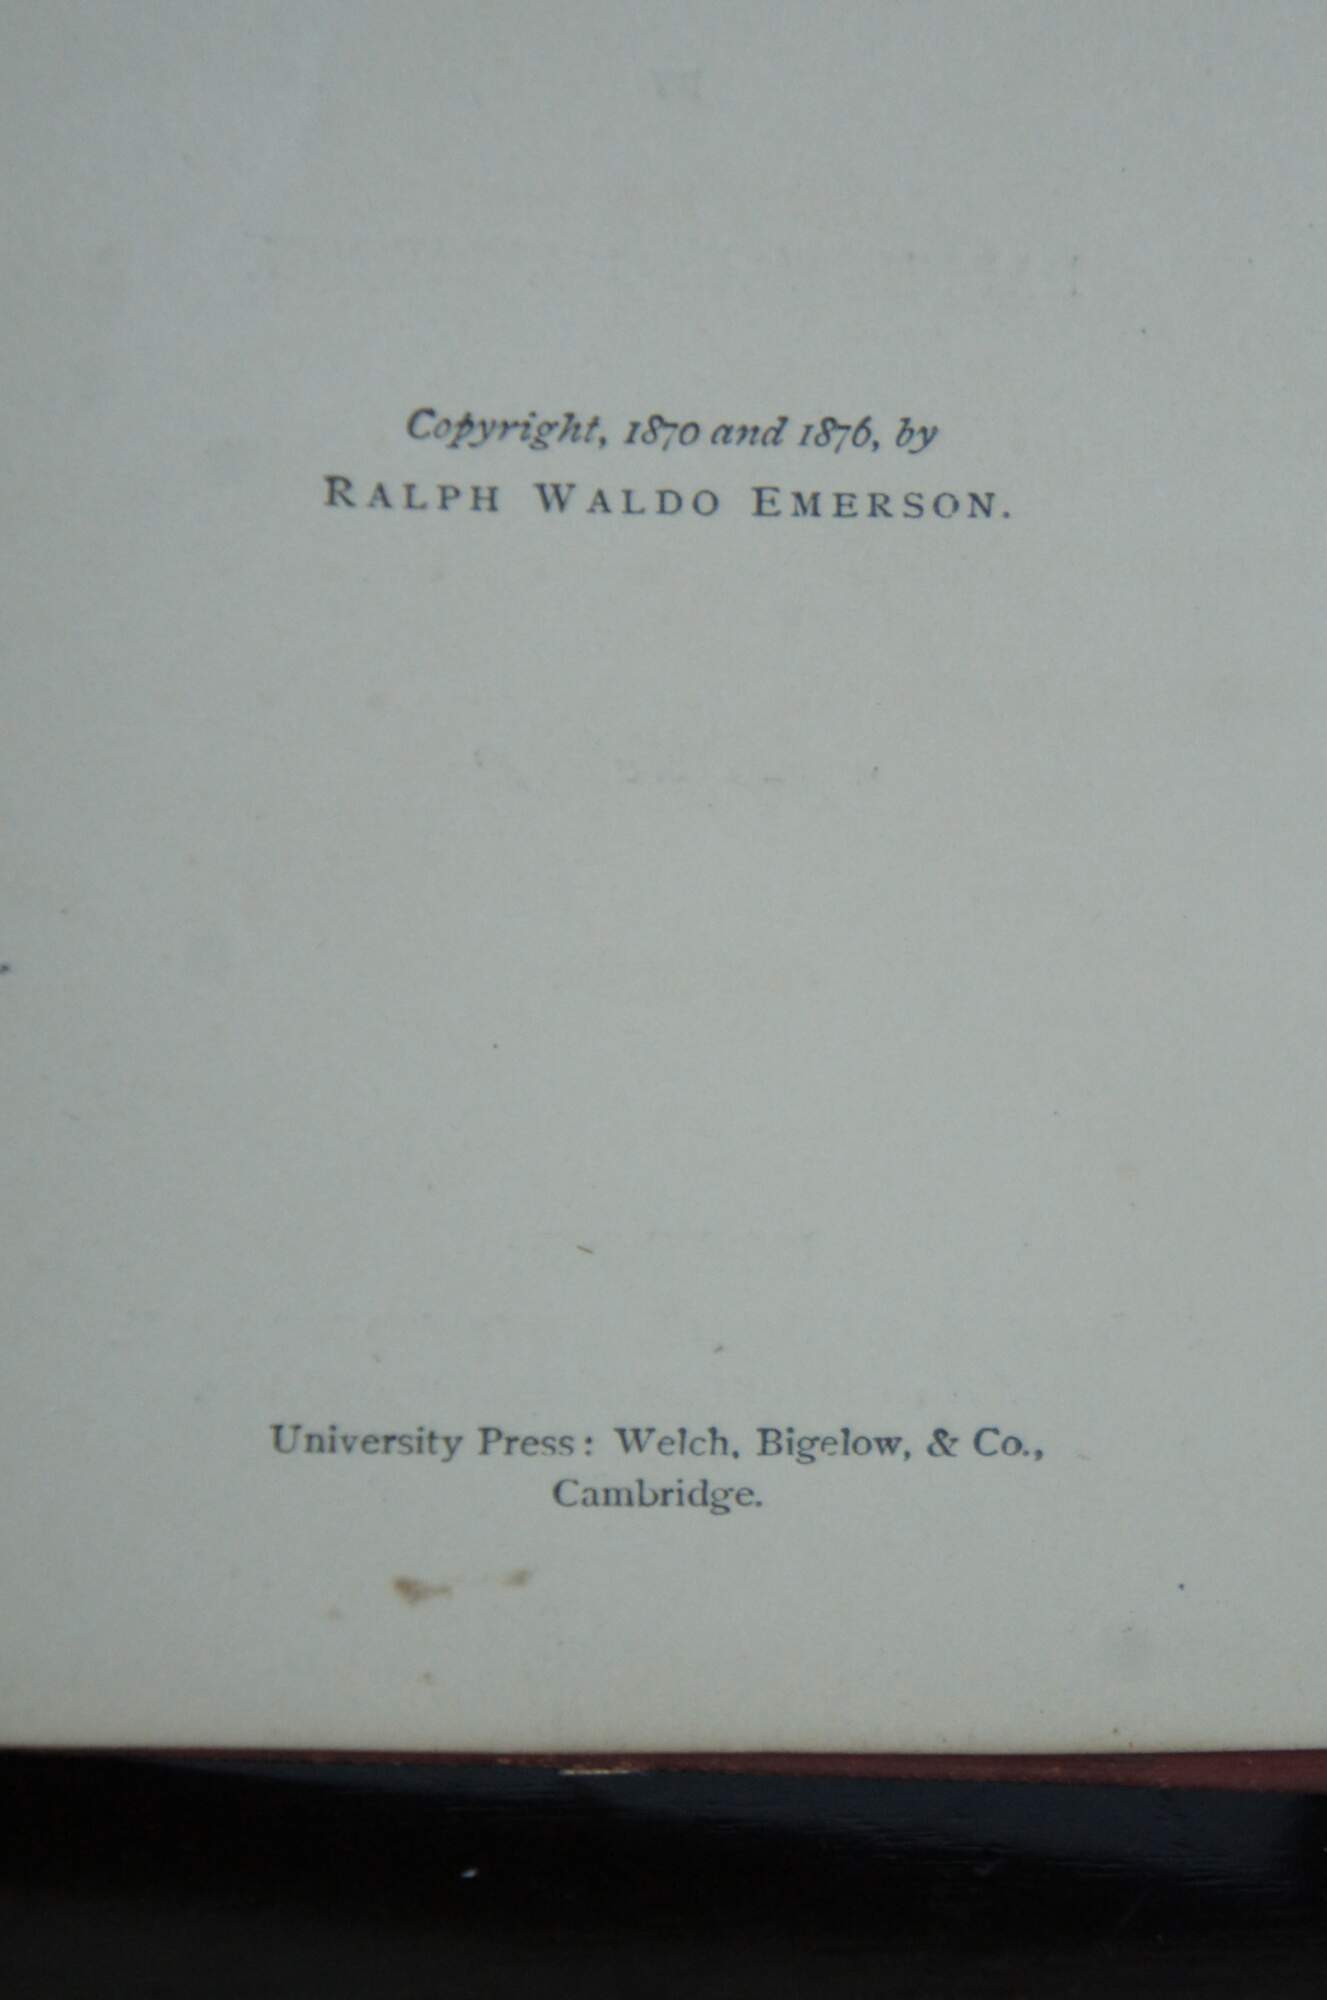 Copyright, 1870 and 1876, by
RALPH WALDO EMERSON.
University Press: Welch, Bigelow, & Co.,
Cambridge.